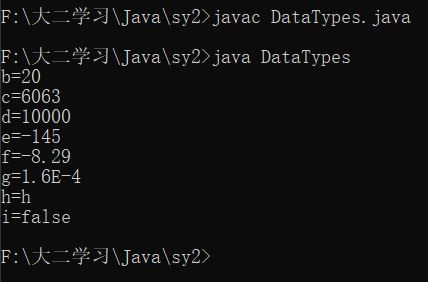 F:\大二学习\Java\sy2>javac DataTypes.java
F:\大二学习\Java\sy2>java DataTypes
b=20
c=6063
d=10000
e=-145
f=-8.29
g=1.6E-4
h=h
i=false
F:\大二学习\Java\sy2>